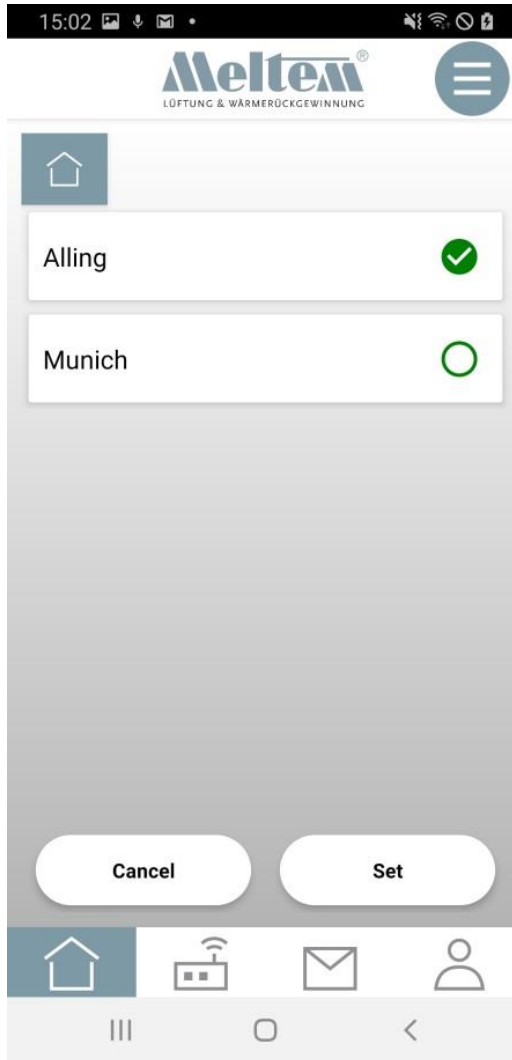 15:02
Meltem®
LÜFTUNG & WÄRMERÜCKGEWINNUNG
Alling
Munich
Cancel
Set